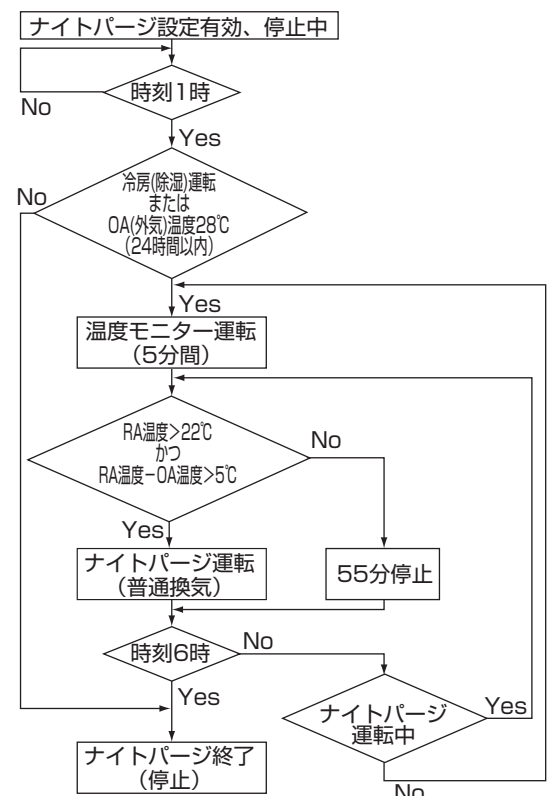 ナイトパージ設定有効、停止中
時刻1時
No
Yes
冷房(除湿)運転
または
OA(外気)温度28℃
(24時間以内)
No
Yes
温度モニター運転
(5分間)
RA温度>22℃
かつ
RA温度-OA温度>5℃
No
Yes
ナイトパージ運転
(普通換気)
55分停止
時刻6時
No
Yes
ナイトパージ
運転中
Yes
No
ナイトパージ終了
(停止)